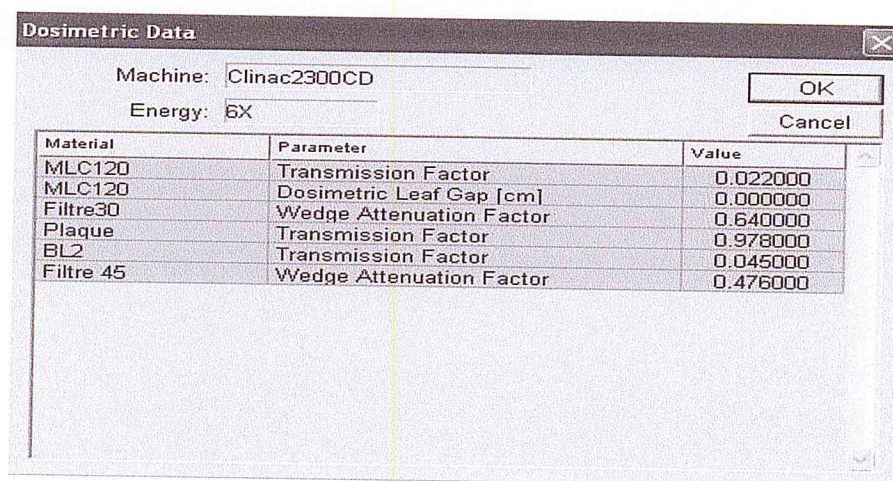 Dosimetric Data
Machine: Clinac2300CD
OK
Energy: 6X
Cancel
Material Parameter Value
MLC120 Transmission Factor 0.022000
MLC120 Dosimetric Leaf Gap [cm] 0.000000
Filtre30 Wedge Attenuation Factor 0.640000
Plaque Transmission Factor 0.978000
BL2 Transmission Factor 0.045000
Filtre 45 Wedge Attenuation Factor 0.476000